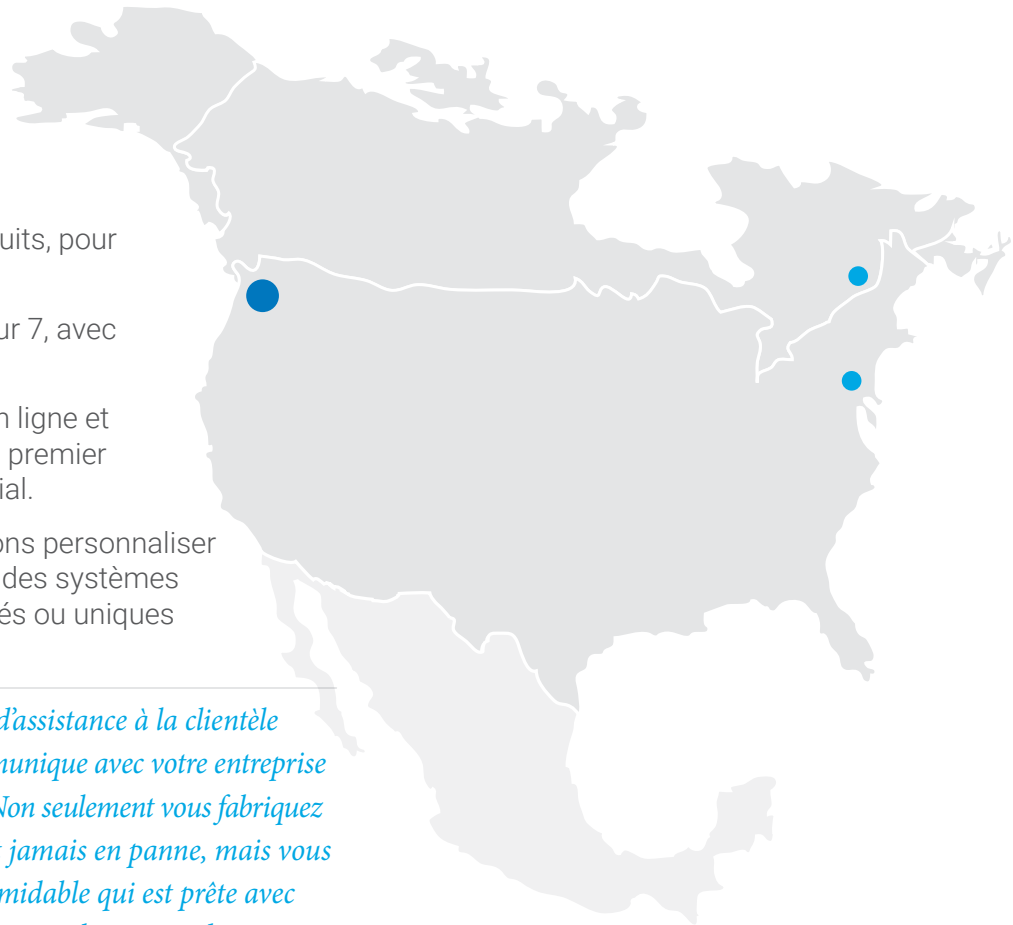 uits, pour
ur 7, avec
n ligne et
premier
ial.
ons personnaliser
des systèmes
és ou uniques
d'assistance à la clientèle
munique avec votre entreprise
Non seulement vous fabriquez
jamais en panne, mais vous
midable qui est prête avec